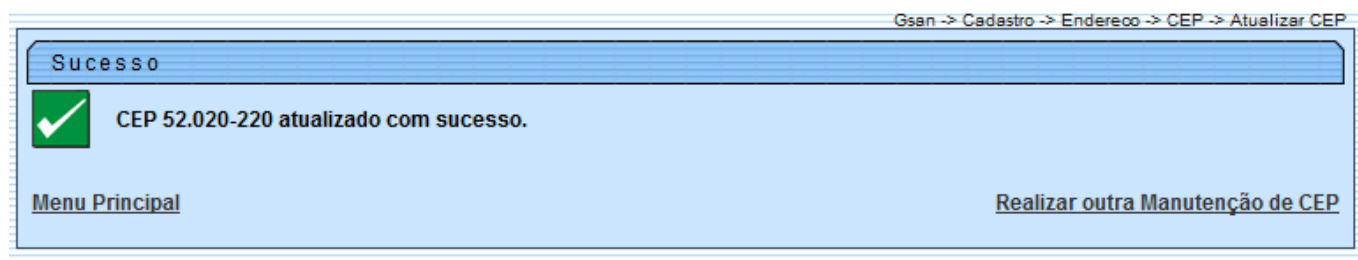 Gsan -> Cadastro -> Endereco -> CEP -> Atualizar CEP
Sucesso
CEP 52.020-220 atualizado com sucesso.
Menu Principal
Realizar outra Manutenção de CEP